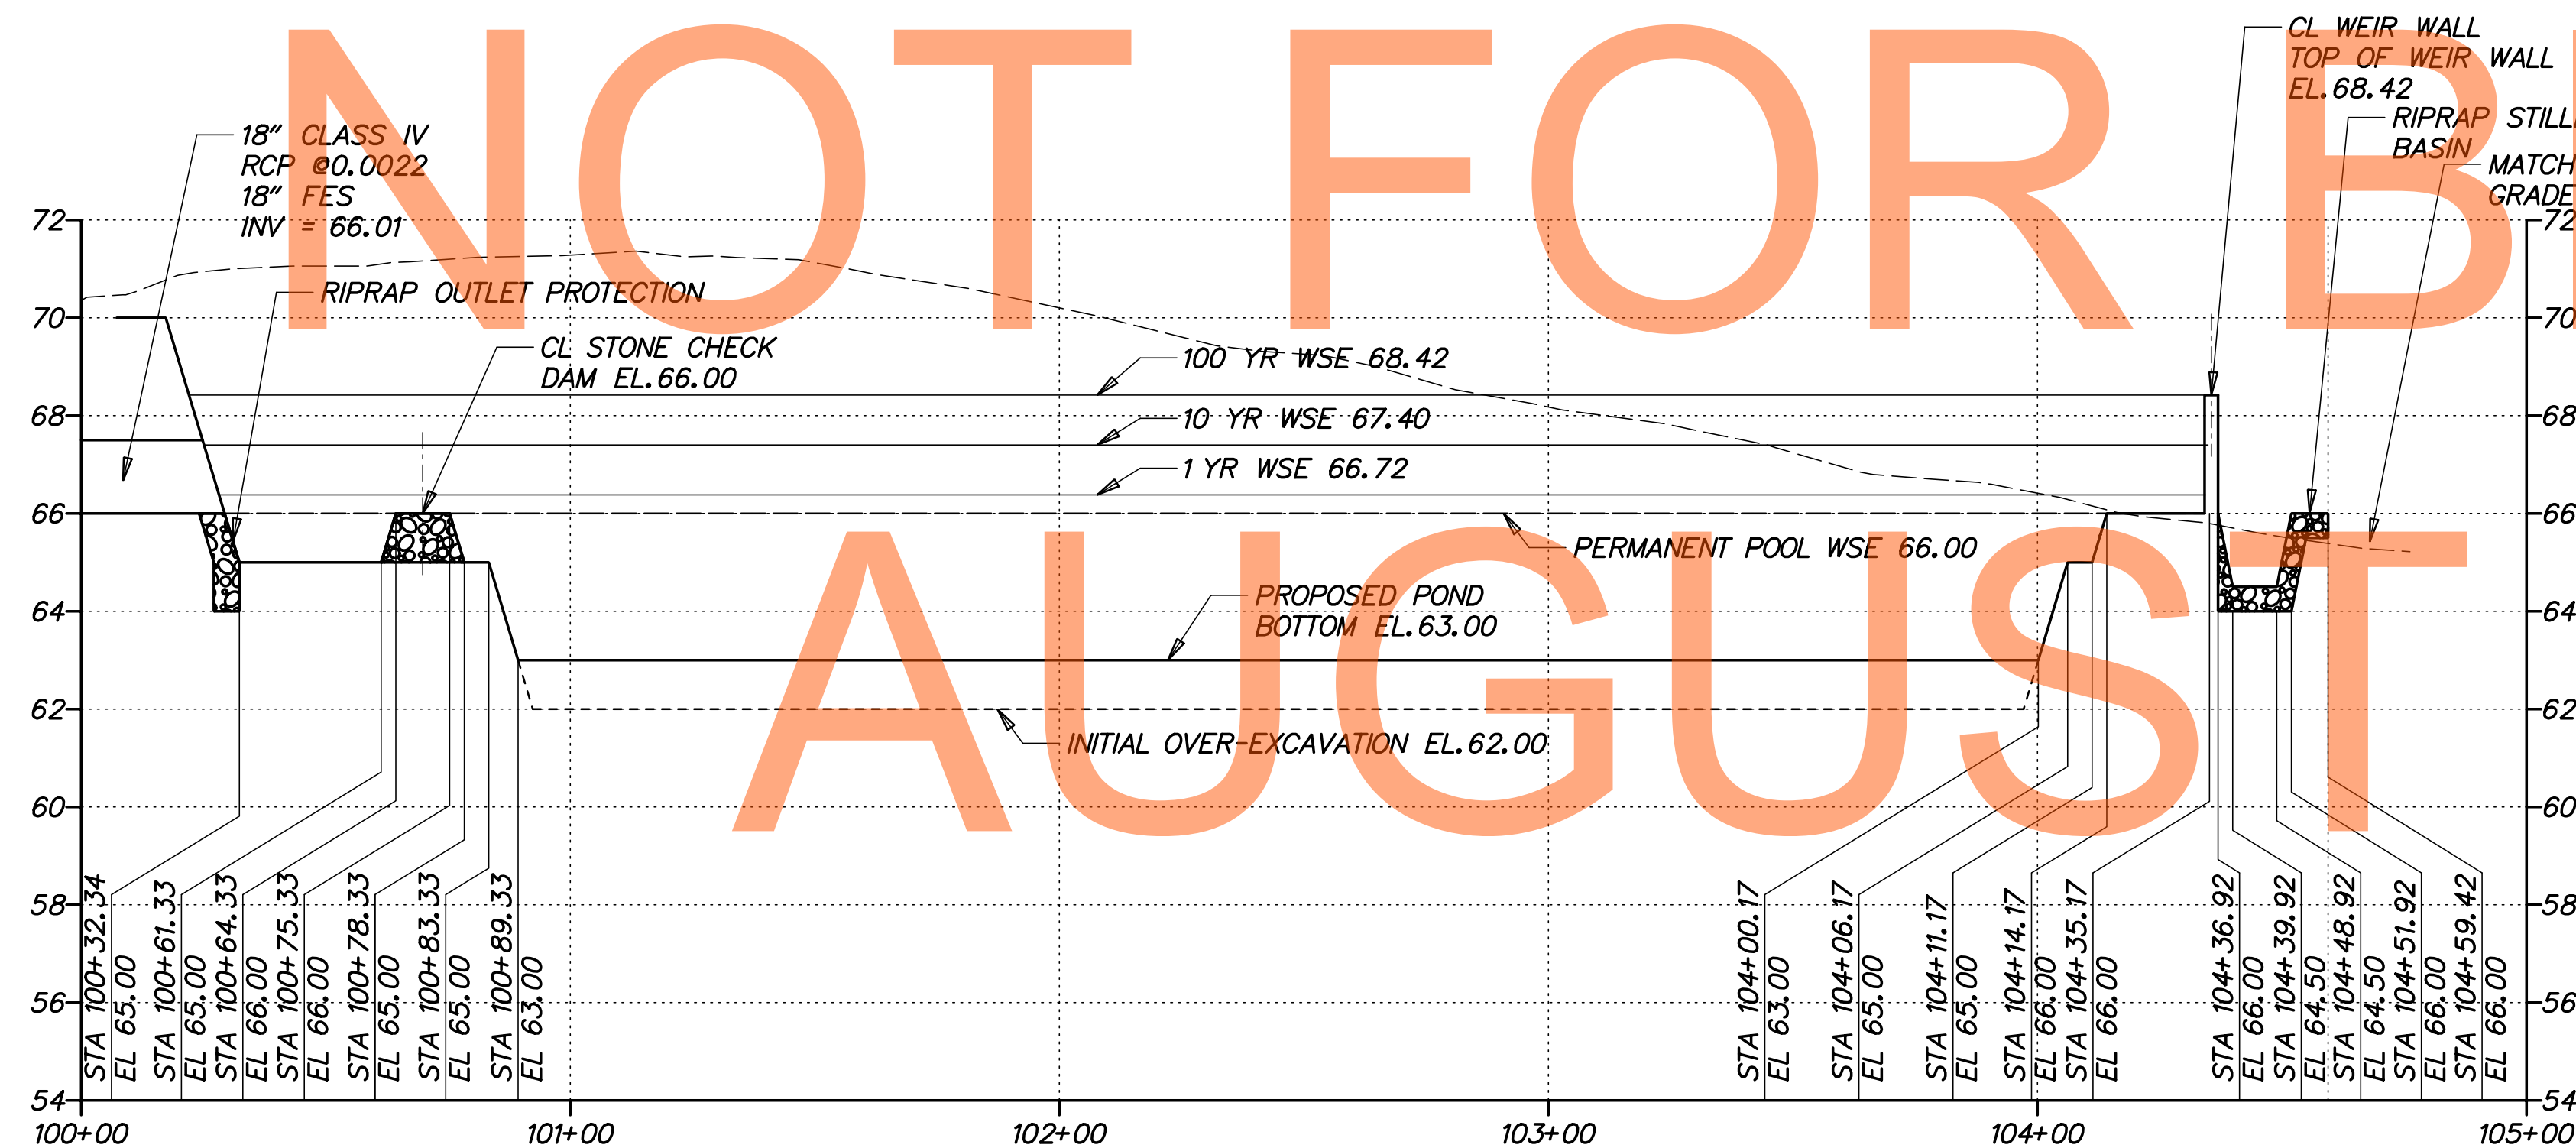 NOT FOR
AUGUST
CL WEIR WALL
TOP OF WEIR WALL
EL.68.42
RIPRAP
BASIN
MATCH
GRADE
18" CLASS IV
RCP @0.0022
18" FES
INV = 66.01
RIPRAP OUTLET PROTECTION
CL STONE CHECK
DAM EL.66.00
100 YR WSE 68.42
10 YR WSE 67.40
1 YR WSE 66.72
PERMANENT POOL WSE 66.00
PROPOSED POND
BOTTOM EL.63.00
INITIAL OVER-EXCAVATION EL.62.00
72
70
68
66
64
62
60
58
56
54
72
70
68
66
64
62
60
58
56
54
STA 100+32.34
EL 65.00
STA 100+61.33
EL 65.00
STA 100+64.33
EL 66.00
STA 100+75.33
EL 66.00
STA 100+78.33
EL 65.00
STA 100+83.33
EL 65.00
STA 100+89.33
EL 63.00
STA 104+00.17
EL 63.00
STA 104+06.17
EL 65.00
STA 104+11.17
EL 65.00
STA 104+14.17
EL 66.00
STA 104+35.17
EL 66.00
STA 104+36.92
EL 66.00
STA 104+39.92
EL 64.50
STA 104+48.92
EL 64.50
STA 104+51.92
EL 66.00
STA 104+59.42
EL 66.00
100+00
101+00
102+00
103+00
104+00
105+00